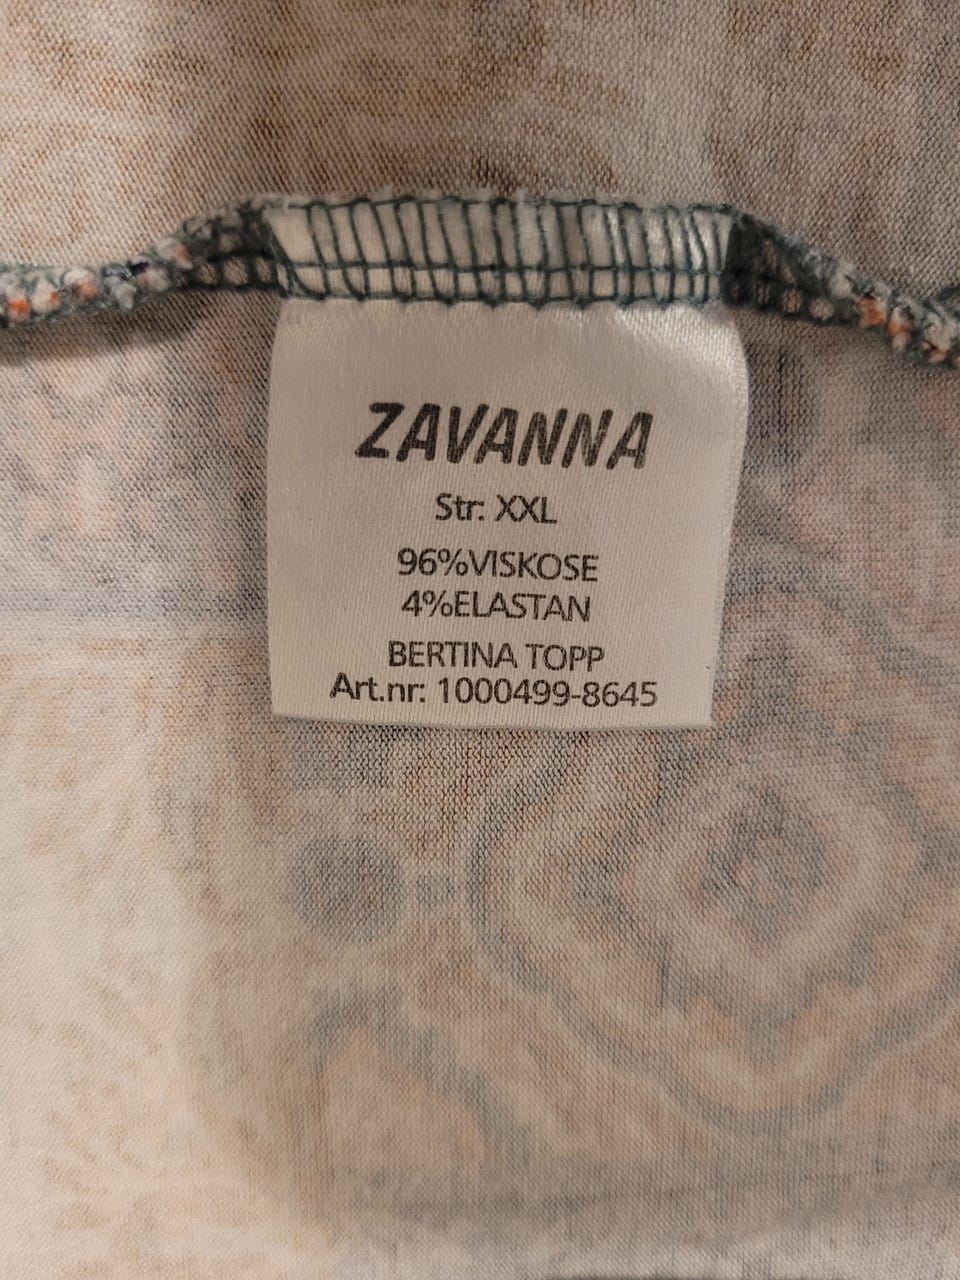 ZAVANNA
Str: XXL
96%VISKOSE
4%ELASTAN
BERTINA TOPP
Art.nr: 1000499-8645